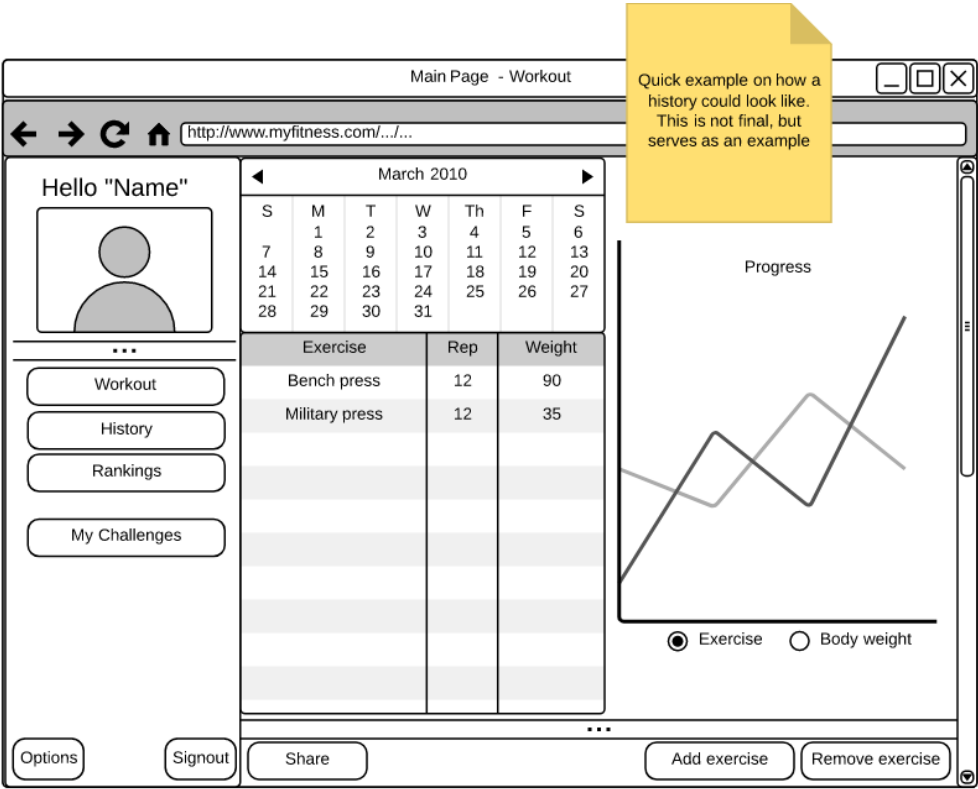 Quick example on how a
history could look like.
This is not final, but
serves as an example
Main Page - Workout
http://www.myfitness.com/.../...
Hello "Name"
...
Workout
History
Rankings
My Challenges
Options
Signout
March 2010
S M T W Th F S
1 2 3 4 5 6
7 8 9 10 11 12 13
14 15 16 17 18 19 20
21 22 23 24 25 26 27
28 29 30 31
Exercise Rep Weight
Bench press 12 90
Military press 12 35
Progress
Exercise Body weight
...
Share
Add exercise
Remove exercise